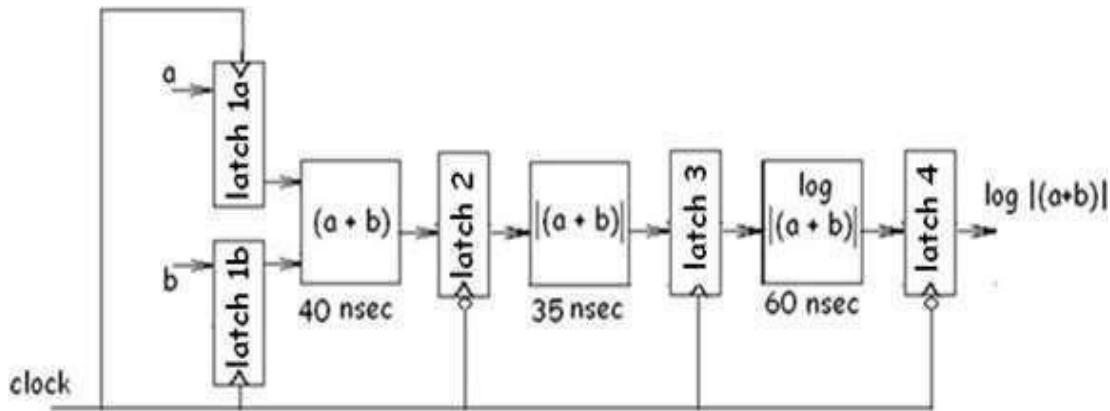 a
latch 1a
b
latch 1b
(a + b)
40 nsec
latch 2
|(a + b)|
35 nsec
latch 3
log
|(a + b)|
60 nsec
latch 4
log |(a+b)|
clock